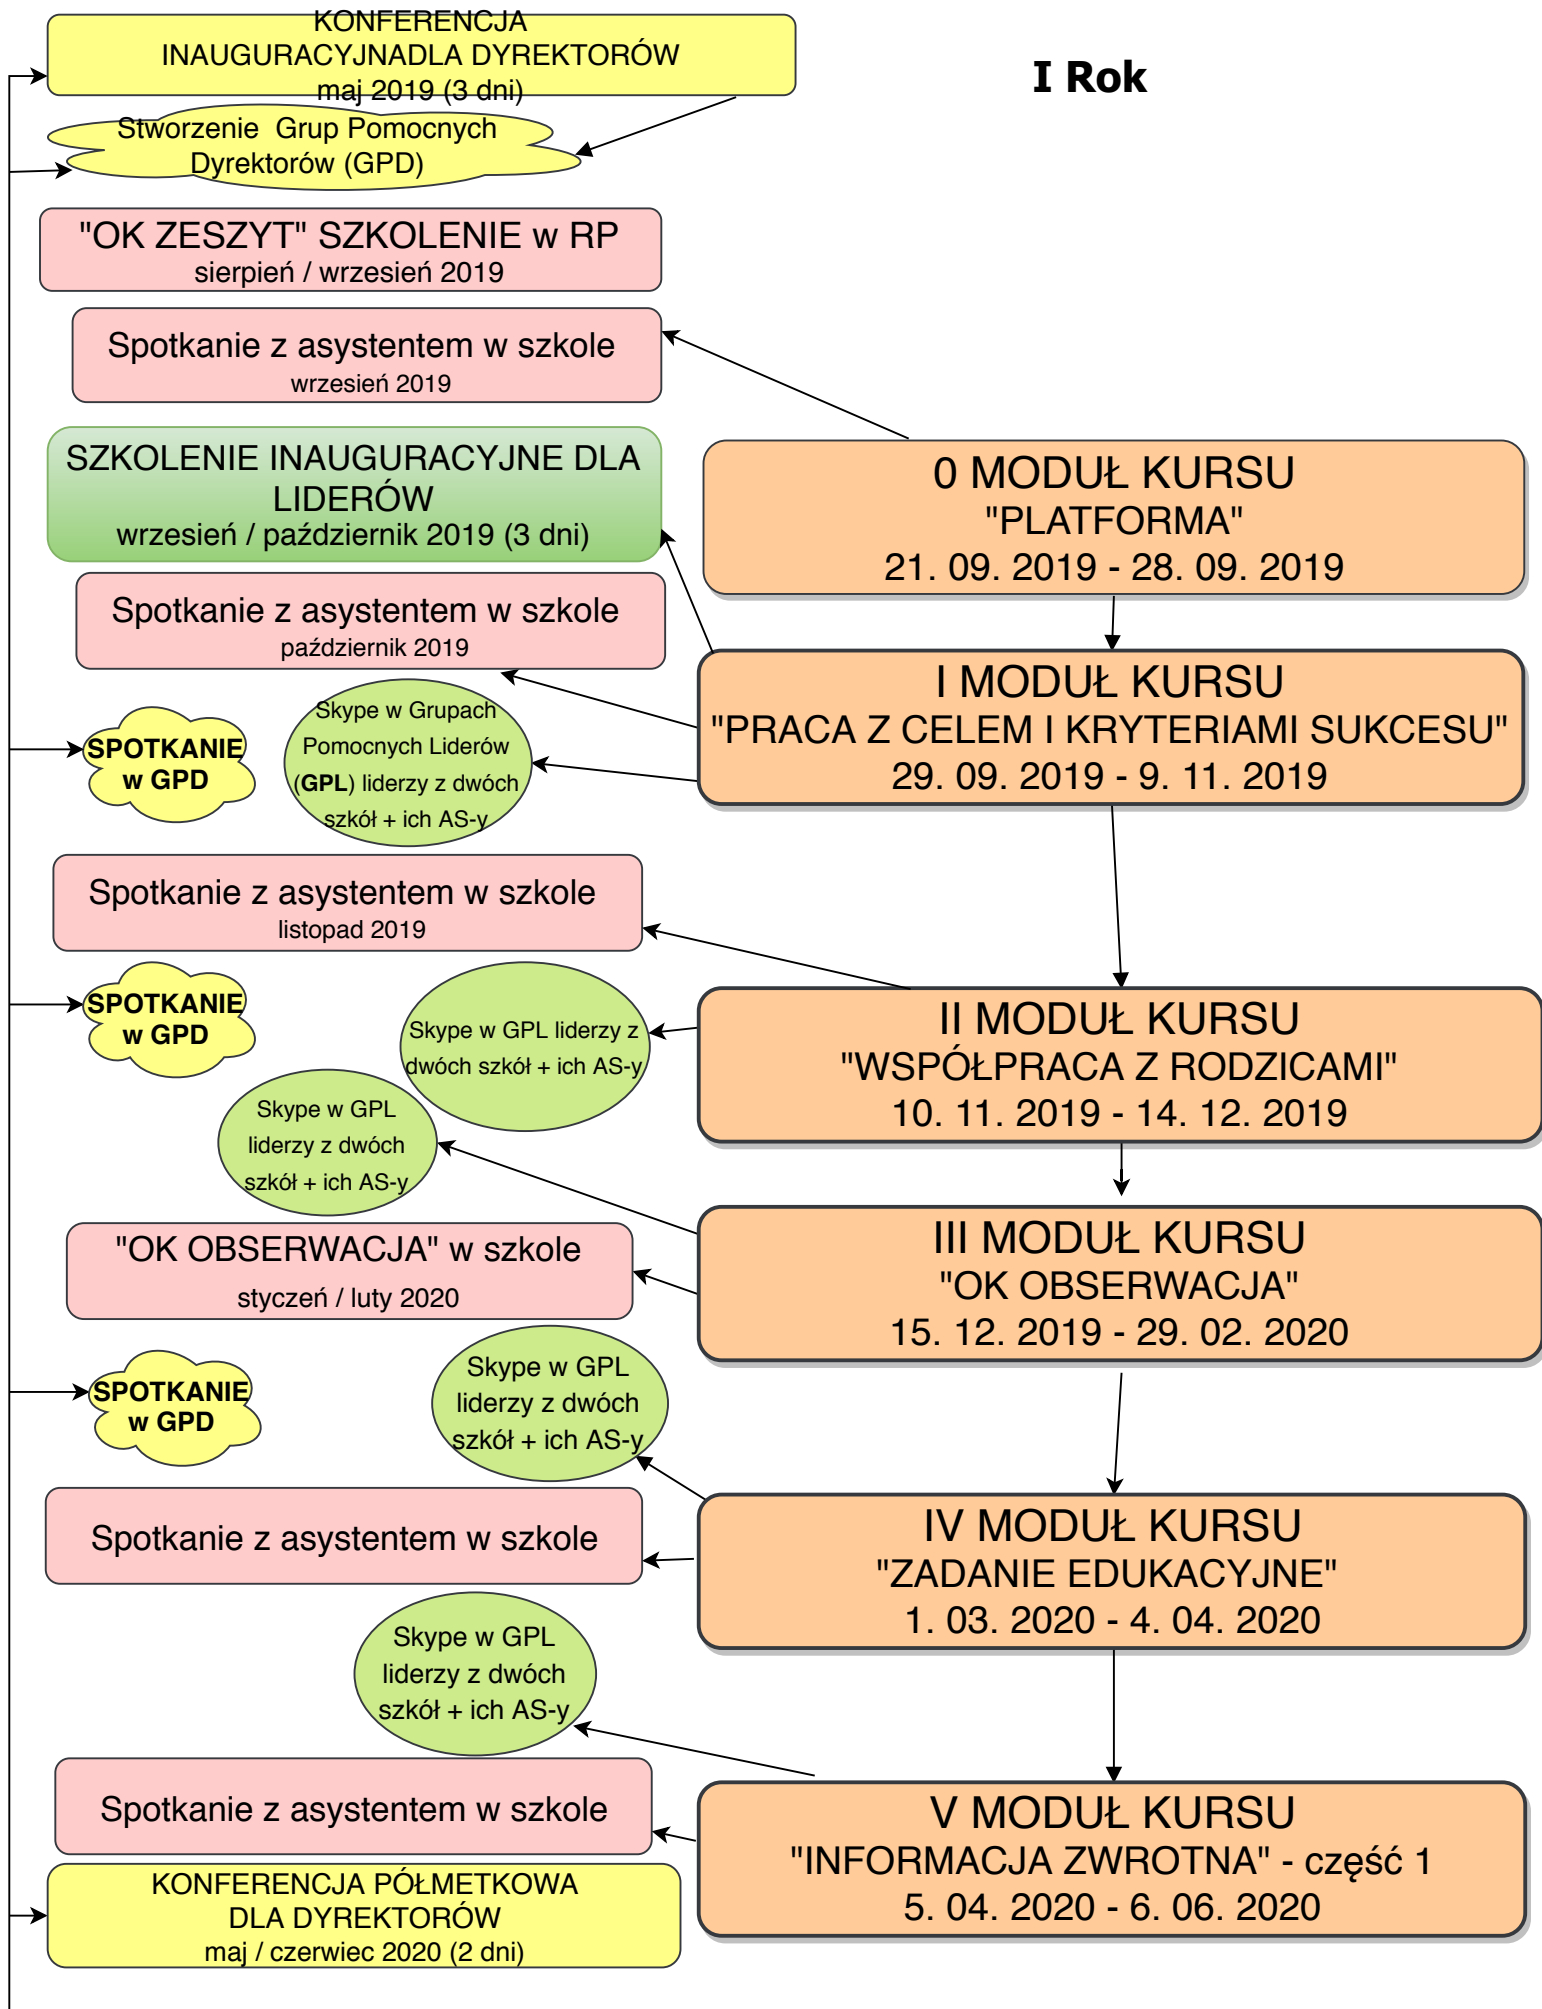 KONFERENCJA
INAUGURACYJNADLA DYREKTORÓW
maj 2019 (3 dni)
I Rok
Stworzenie Grup Pomocnych
Dyrektorów (GPD)
"OK ZESZYT" SZKOLENIE w RP
sierpień / wrzesień 2019
Spotkanie z asystentem w szkole
wrzesień 2019
SZKOLENIE INAUGURACYJNE DLA
LIDERÓW
wrzesień / październik 2019 (3 dni)
0 MODUŁ KURSU
"PLATFORMA"
21. 09. 2019 - 28. 09. 2019
Spotkanie z asystentem w szkole
październik 2019
I MODUŁ KURSU
"PRACA Z CELEM I KRYTERIAMI SUKCESU"
29. 09. 2019 - 9. 11. 2019
SPOTKANIE
w GPD
Skype w Grupach
Pomocnych Liderów
(GPL) liderzy z dwóch
szkół + ich AS-y
Spotkanie z asystentem w szkole
listopad 2019
SPOTKANIE
w GPD
Skype w GPL liderzy z
dwóch szkół + ich AS-y
II MODUŁ KURSU
"WSPÓŁPRACA Z RODZICAMI"
10. 11. 2019 - 14. 12. 2019
Skype w GPL
liderzy z dwóch
szkół + ich AS-y
"OK OBSERWACJA" w szkole
styczeń / luty 2020
III MODUŁ KURSU
"OK OBSERWACJA"
15. 12. 2019 - 29. 02. 2020
SPOTKANIE
w GPD
Skype w GPL
liderzy z dwóch
szkół + ich AS-y
Spotkanie z asystentem w szkole
IV MODUŁ KURSU
"ZADANIE EDUKACYJNE"
1. 03. 2020 - 4. 04. 2020
Skype w GPL
liderzy z dwóch
szkół + ich AS-y
Spotkanie z asystentem w szkole
V MODUŁ KURSU
"INFORMACJA ZWROTNA" - część 1
5. 04. 2020 - 6. 06. 2020
KONFERENCJA PÓŁMETKOWA
DLA DYREKTORÓW
maj / czerwiec 2020 (2 dni)